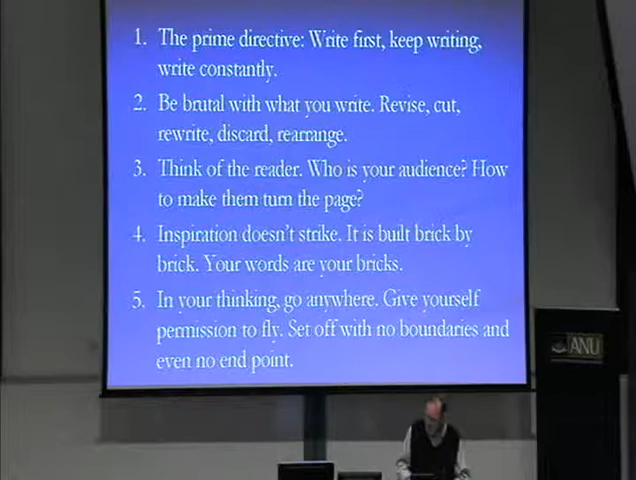 1. The prime directive: Write first, keep writing,
write constantly.
2. Be brutal with what you write. Revise, cut,
rewrite, discard, rearrange.
3. Think of the reader. Who is your audience? How
to make them turn the page?
4. Inspiration doesn't strike. It is built brick by
brick. Your words are your bricks.
5. In your thinking, go anywhere. Give yourself
permission to fly. Set off with no boundaries and
even no end point.
ANU